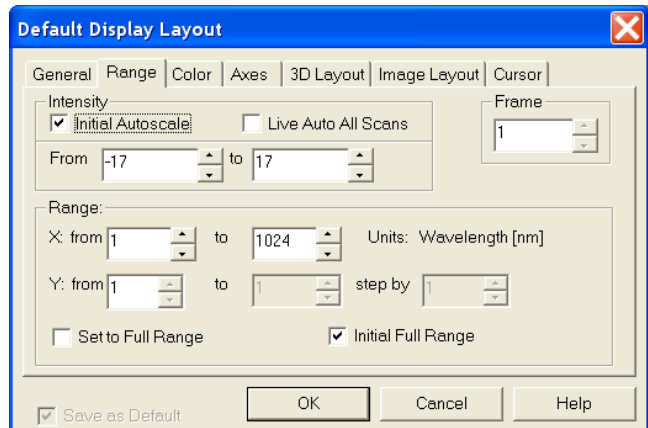 Default Display Layout
General Range Color Axes 3D Layout Image Layout Cursor
Intensity
Initial Autoscale Live Auto All Scans
From -17 to 17
Frame
1
Range:
X: from 1 to 1024 Units: Wavelength [nm]
Y: from 1 to 1 step by 1
Set to Full Range Initial Full Range
Save as Default OK Cancel Help